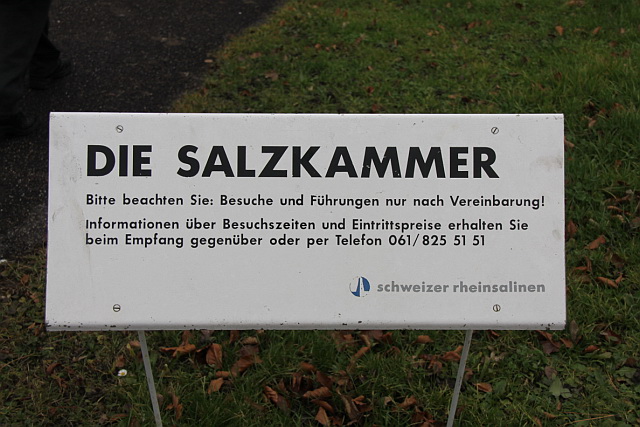 DIE SALZKAMMER
Bitte beachten Sie: Besuche und Führungen nur nach Vereinbarung!
Informationen über Besuchszeiten und Eintrittspreise erhalten Sie
beim Empfang gegenüber oder per Telefon 061/825 51 51
schweizer rheinsalinen